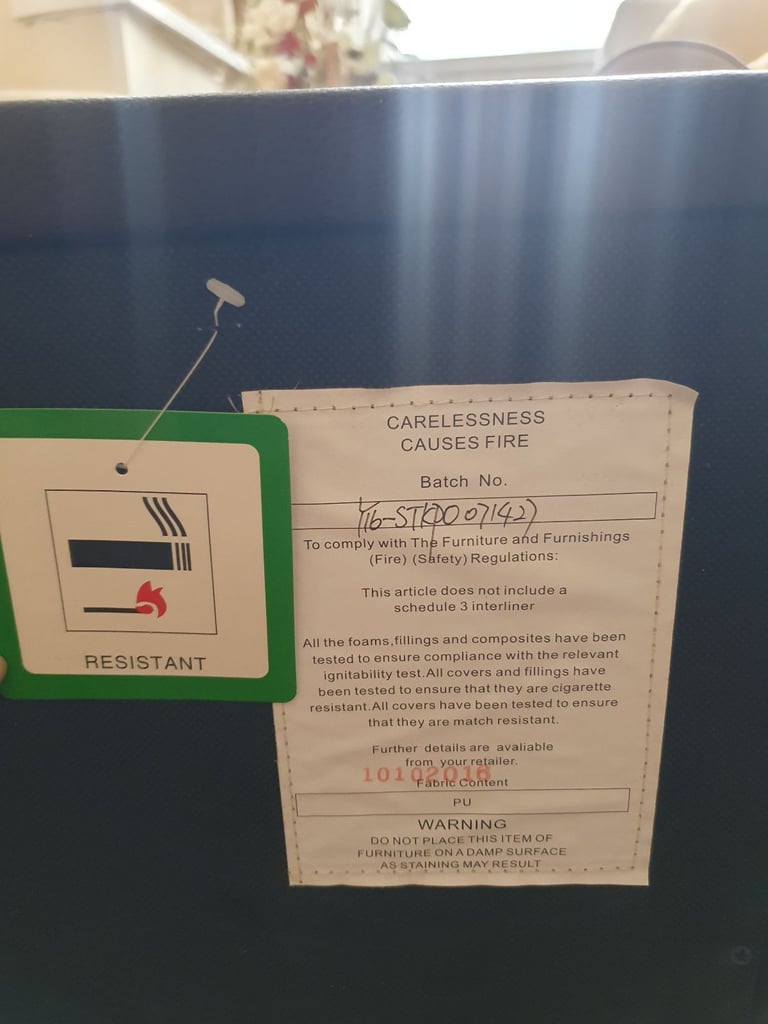 RESISTANT
CARELESSNESS
CAUSES FIRE
Batch No.
To comply with The Furniture and Furnishings
(Fire) (Safety) Regulations:
This article does not include a
schedule 3 interliner
All the foams,fillings and composites have been
tested to ensure compliance with the relevant
ignitability test.All covers and fillings have
been tested to ensure that they are cigarette
resistant.All covers have been tested to ensure
that they are match resistant.
Further details are avaliable
from your retailer.
10102016
Fabric Content
PU
WARNING
DO NOT PLACE THIS ITEM OF
FURNITURE ON A DAMP SURFACE
AS STAINING MAY RESULT